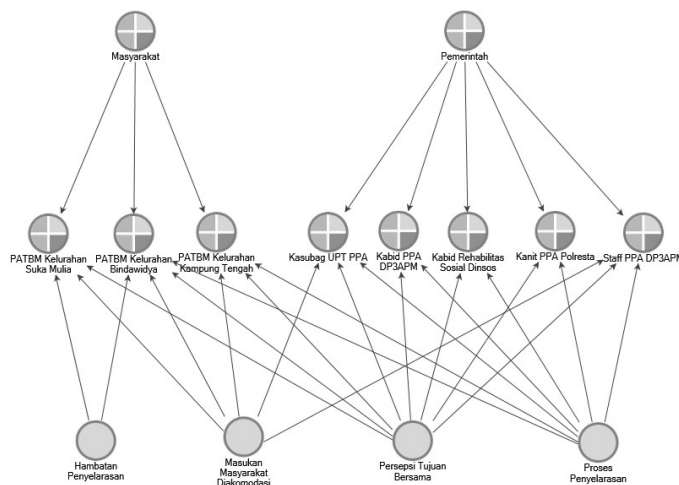 Masyarakat
Pemerintah
PATBM Kelurahan
Suka Mulia
PATBM Kelurahan
Bindawidya
PATBM Kelurahan
Kampung Tengah
Kasubag UPT PPA
Kabid PPA
DP3APM
Kabid Rehabilitas
Sosial Dinsos
Kanit PPA Polresta
Staff PPA DP3APM
Hambatan
Penyelarasan
Masukan
Masyarakat
Diakomodasi
Persepsi Tujuan
Bersama
Proses
Penyelarasan